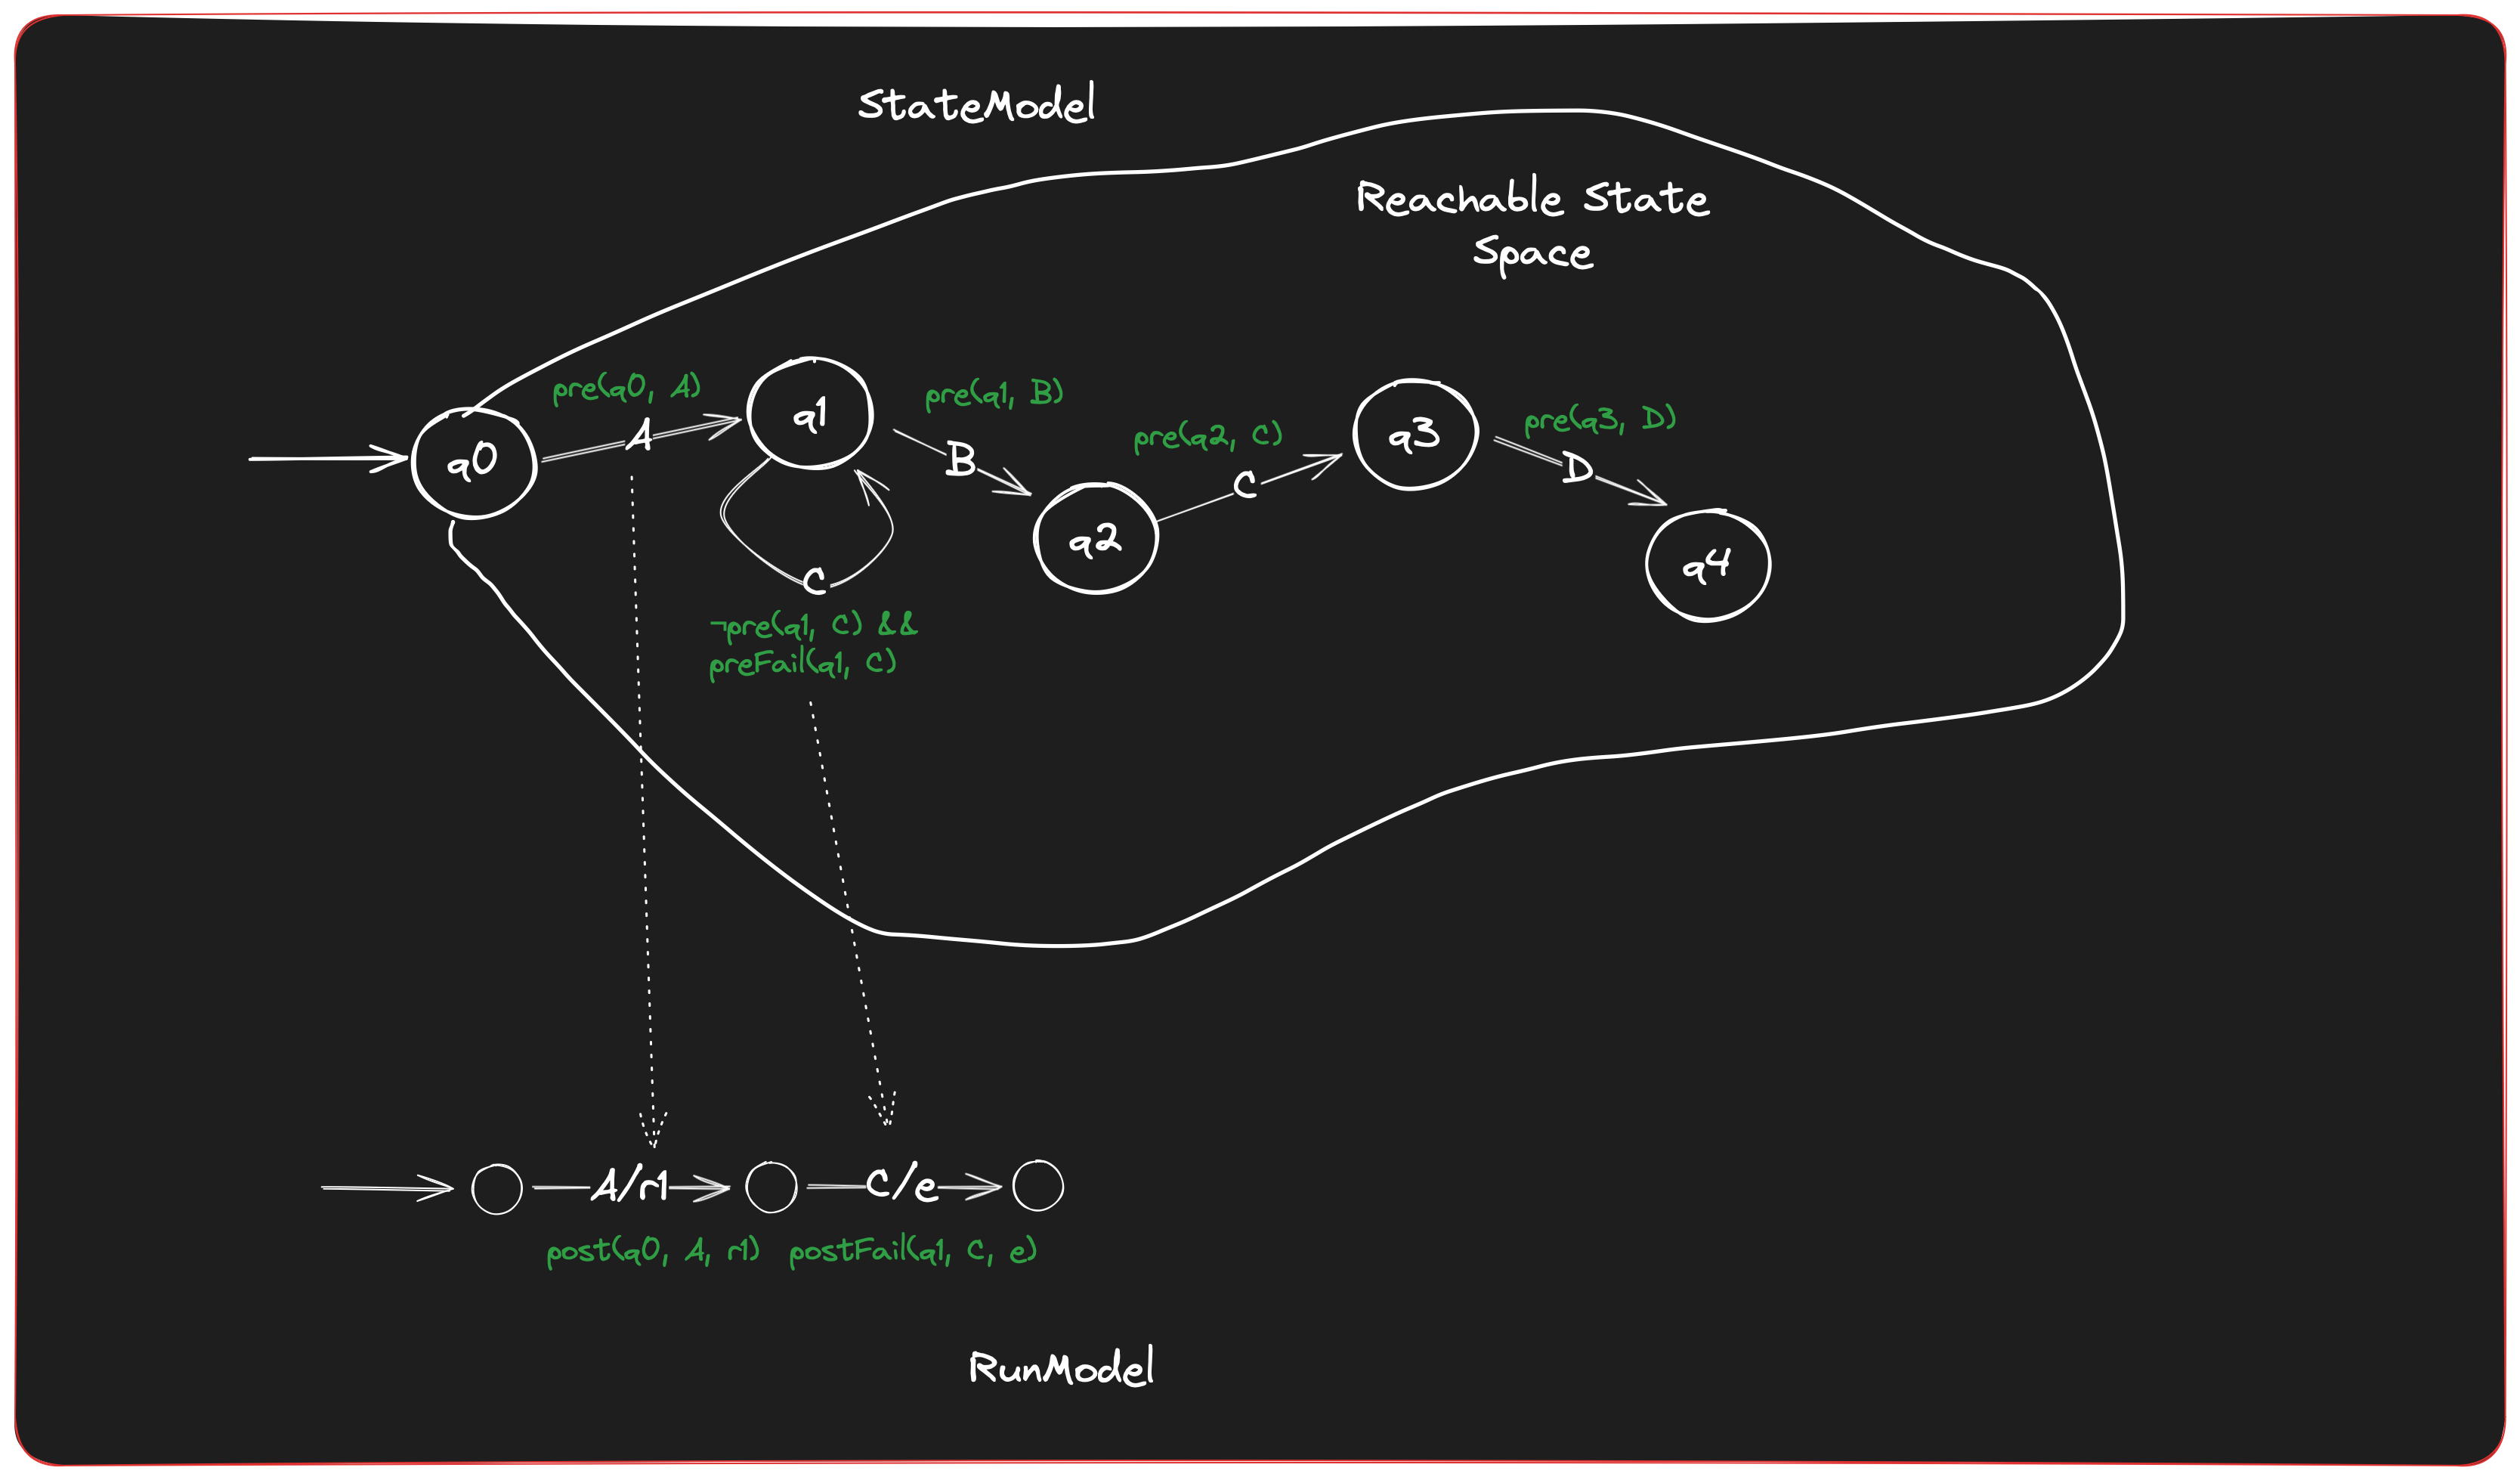 StateModel
Reachable State
Space
pre(q0, A)
A
q0
q1
pre(q1, B)
B
pre(q2, C)
C
q2
q3
pre(q3, D)
D
q4
C
¬pre(q1, C) &&
preFail(q1, C)
A/r1
C/e
post(q0, A, r1)
postFail(q1, C, e)
RunModel